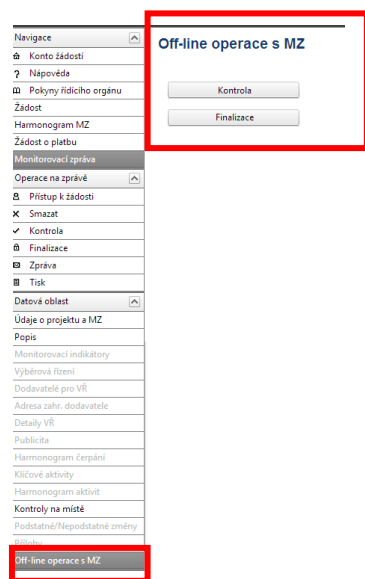 Navigace
Konto žádostí
Nápověda
Pokyny řídícího orgánu
Žádost
Harmonogram MZ
Žádost o platbu
Monitorovací zpráva
Operace na zprávě
Přístup k žádosti
Smazat
Kontrola
Finalizace
Zpráva
Tisk
Datová oblast
Údaje o projektu a MZ
Popis
Monitorovací indikátory
Výběrová řízení
Dodavatelé pro VŘ
Adresa zahr. dodavatele
Detaily VŘ
Publicita
Harmonogram čerpání
Klíčové aktivity
Harmonogram aktivit
Kontroly na místě
Podstatné/Nepodstatné změny
Přílohy
Off-line operace s MZ
Off-line operace s MZ
Kontrola
Finalizace